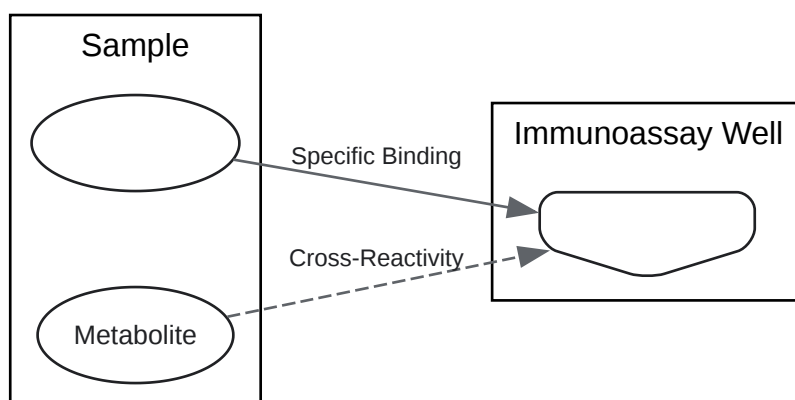 Sample
Immunoassay Well
Specific Binding
Cross-Reactivity
Metabolite